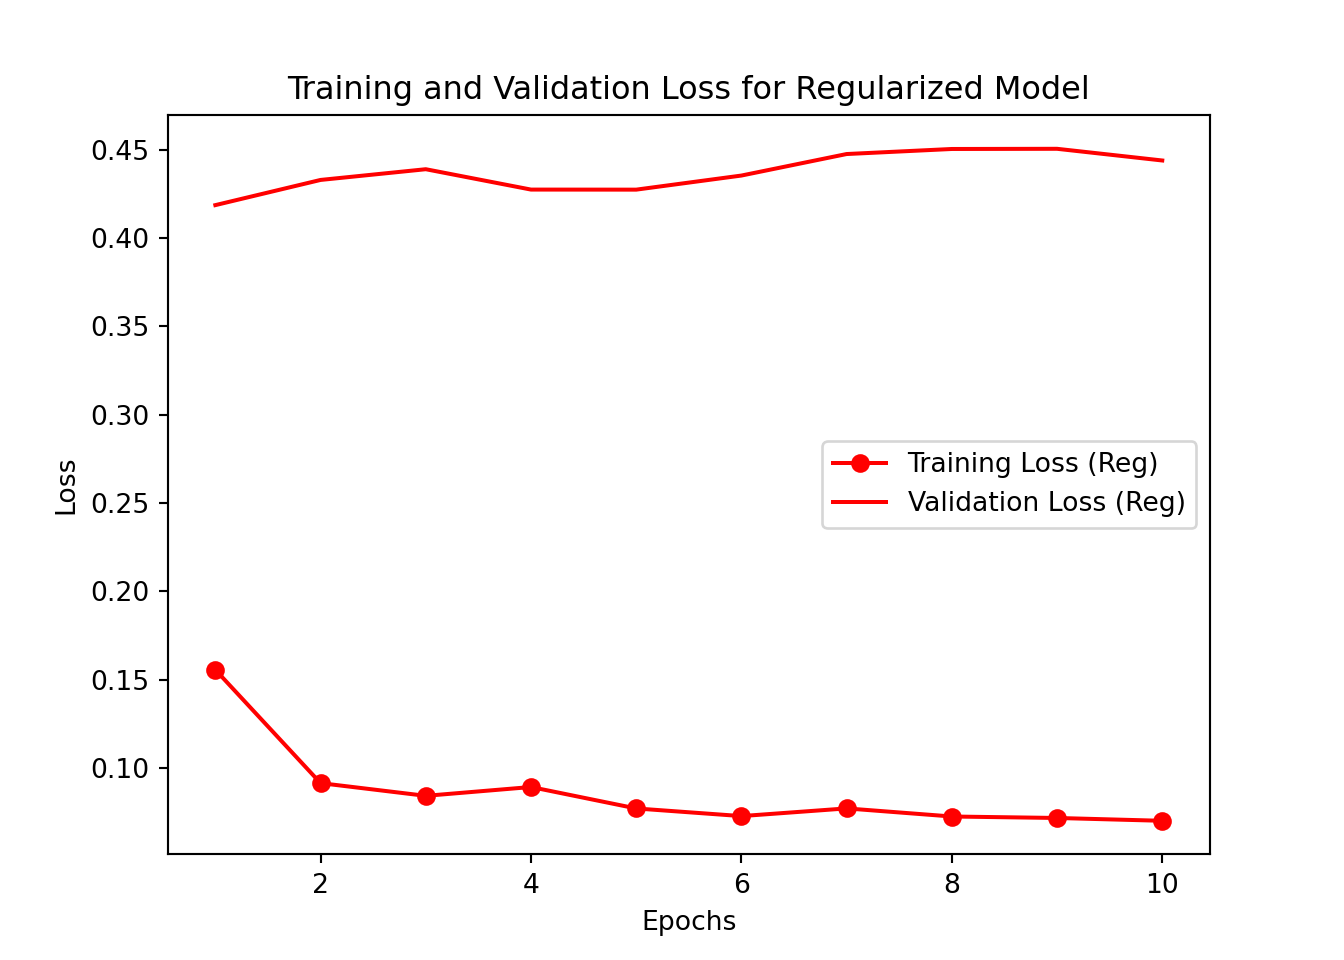 Training and Validation Loss for Regularized Model
0.45
0.40
0.35
0.30
0.25
0.20
0.15
0.10
Loss
Training Loss (Reg)
Validation Loss (Reg)
2 4 6 8 10
Epochs